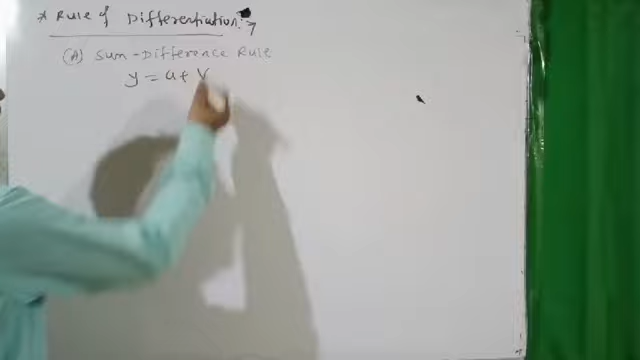 * Rule of Differentiation :-
(A) Sum-Difference Rule
y = u + v